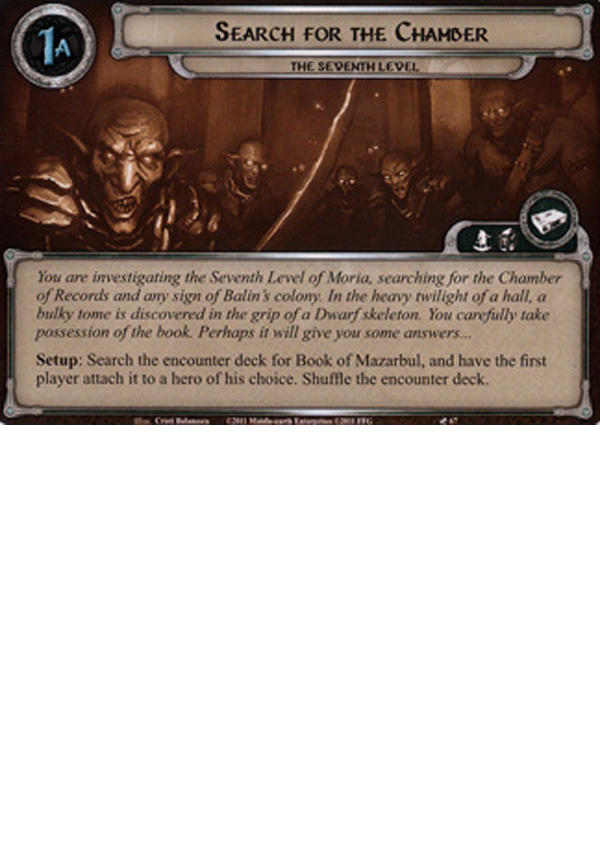 1A
SEARCH FOR THE CHAMBER
THE SEVENTH LEVEL
You are investigating the Seventh Level of Moria, searching for the Chamber
of Records and any sign of Balin's colony. In the heavy twilight of a hall, a
bulky tome is discovered in the grip of a Dwarf skeleton. You carefully take
possession of the book. Perhaps it will give you some answers...
Setup: Search the encounter deck for Book of Mazarbul, and have the first
player attach it to a hero of his choice. Shuffle the encounter deck.
Illus. Cristi Balanescu ©2011 Middle-earth Enterprises ©2011 FFG 67